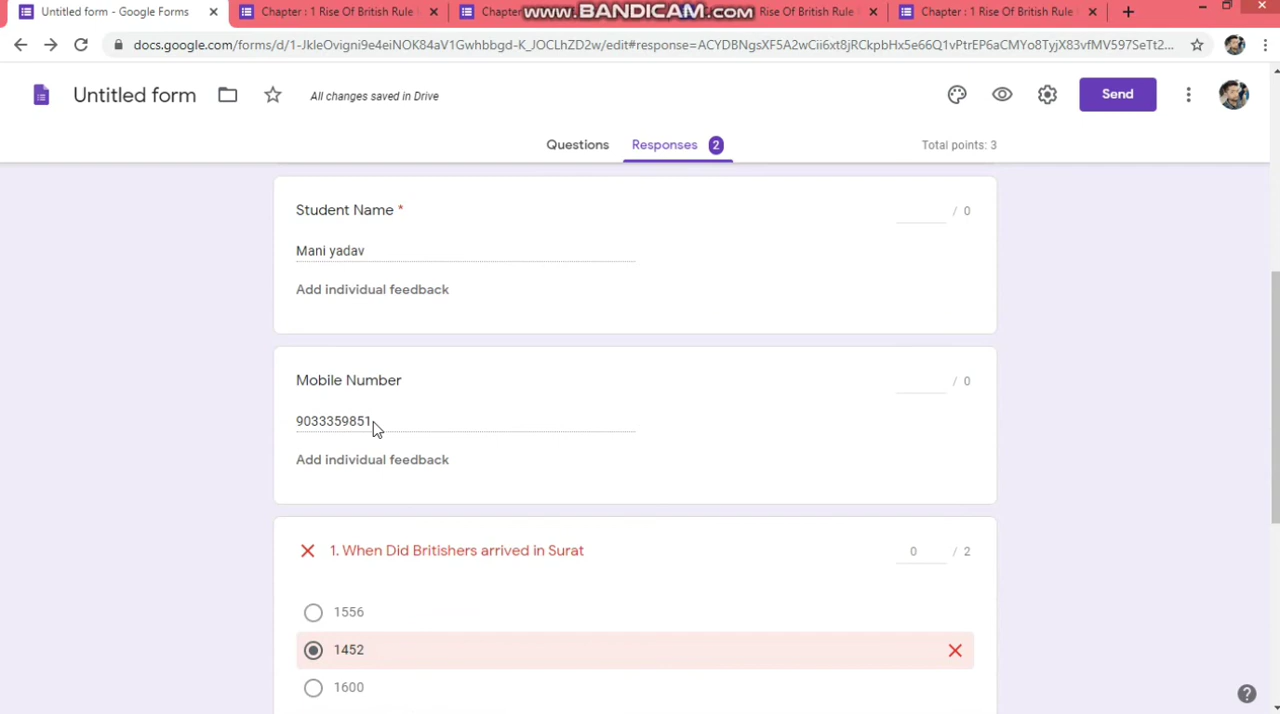 Untitled form - Google Forms
Chapter : 1 Rise Of British Rule
Chapter
Rise Of British Rule
Chapter : 1 Rise Of British Rule
www.BANDICAM.com
docs.google.com/forms/d/1-JkleOvigni9e4eiNOK84aV1Gwhbbgd-K_JOCLhZD2w/edit#response=ACYDBNgsXF5A2wCii6xt8jRCkpbHx5e66Q1vPtrEP6aCMYo8TyjX83vfMV597SeTt2...
Untitled form
All changes saved in Drive
Send
Questions
Responses 2
Total points: 3
Student Name *
/ 0
Mani yadav
Add individual feedback
Mobile Number
/ 0
9033359851
Add individual feedback
1. When Did Britishers arrived in Surat
0 / 2
1556
1452
1600